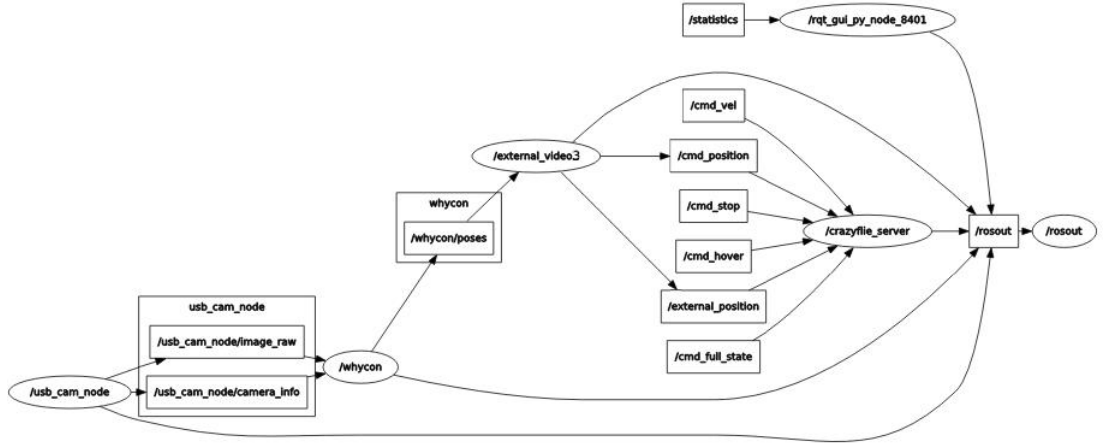 /statistics
/rqt_gui_py_node_8401
/cmd_vel
/external_video3
/cmd_position
whycon
/cmd_stop
/whycon/poses
/crazyflie_server
/rosout
/rosout
/cmd_hover
usb_cam_node
/external_position
/usb_cam_node/image_raw
/cmd_full_state
/whycon
/usb_cam_node
/usb_cam_node/camera_info